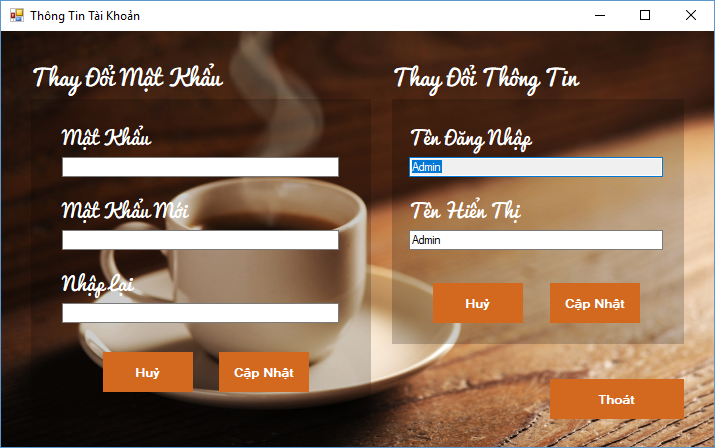 Thông Tin Tài Khoản
Thay Đổi Mật Khẩu
Mật Khẩu
Mật Khẩu Mới
Nhập Lại
Huỷ
Cập Nhật
Thay Đổi Thông Tin
Tên Đăng Nhập
Admin
Tên Hiển Thị
Admin
Huỷ
Cập Nhật
Thoát